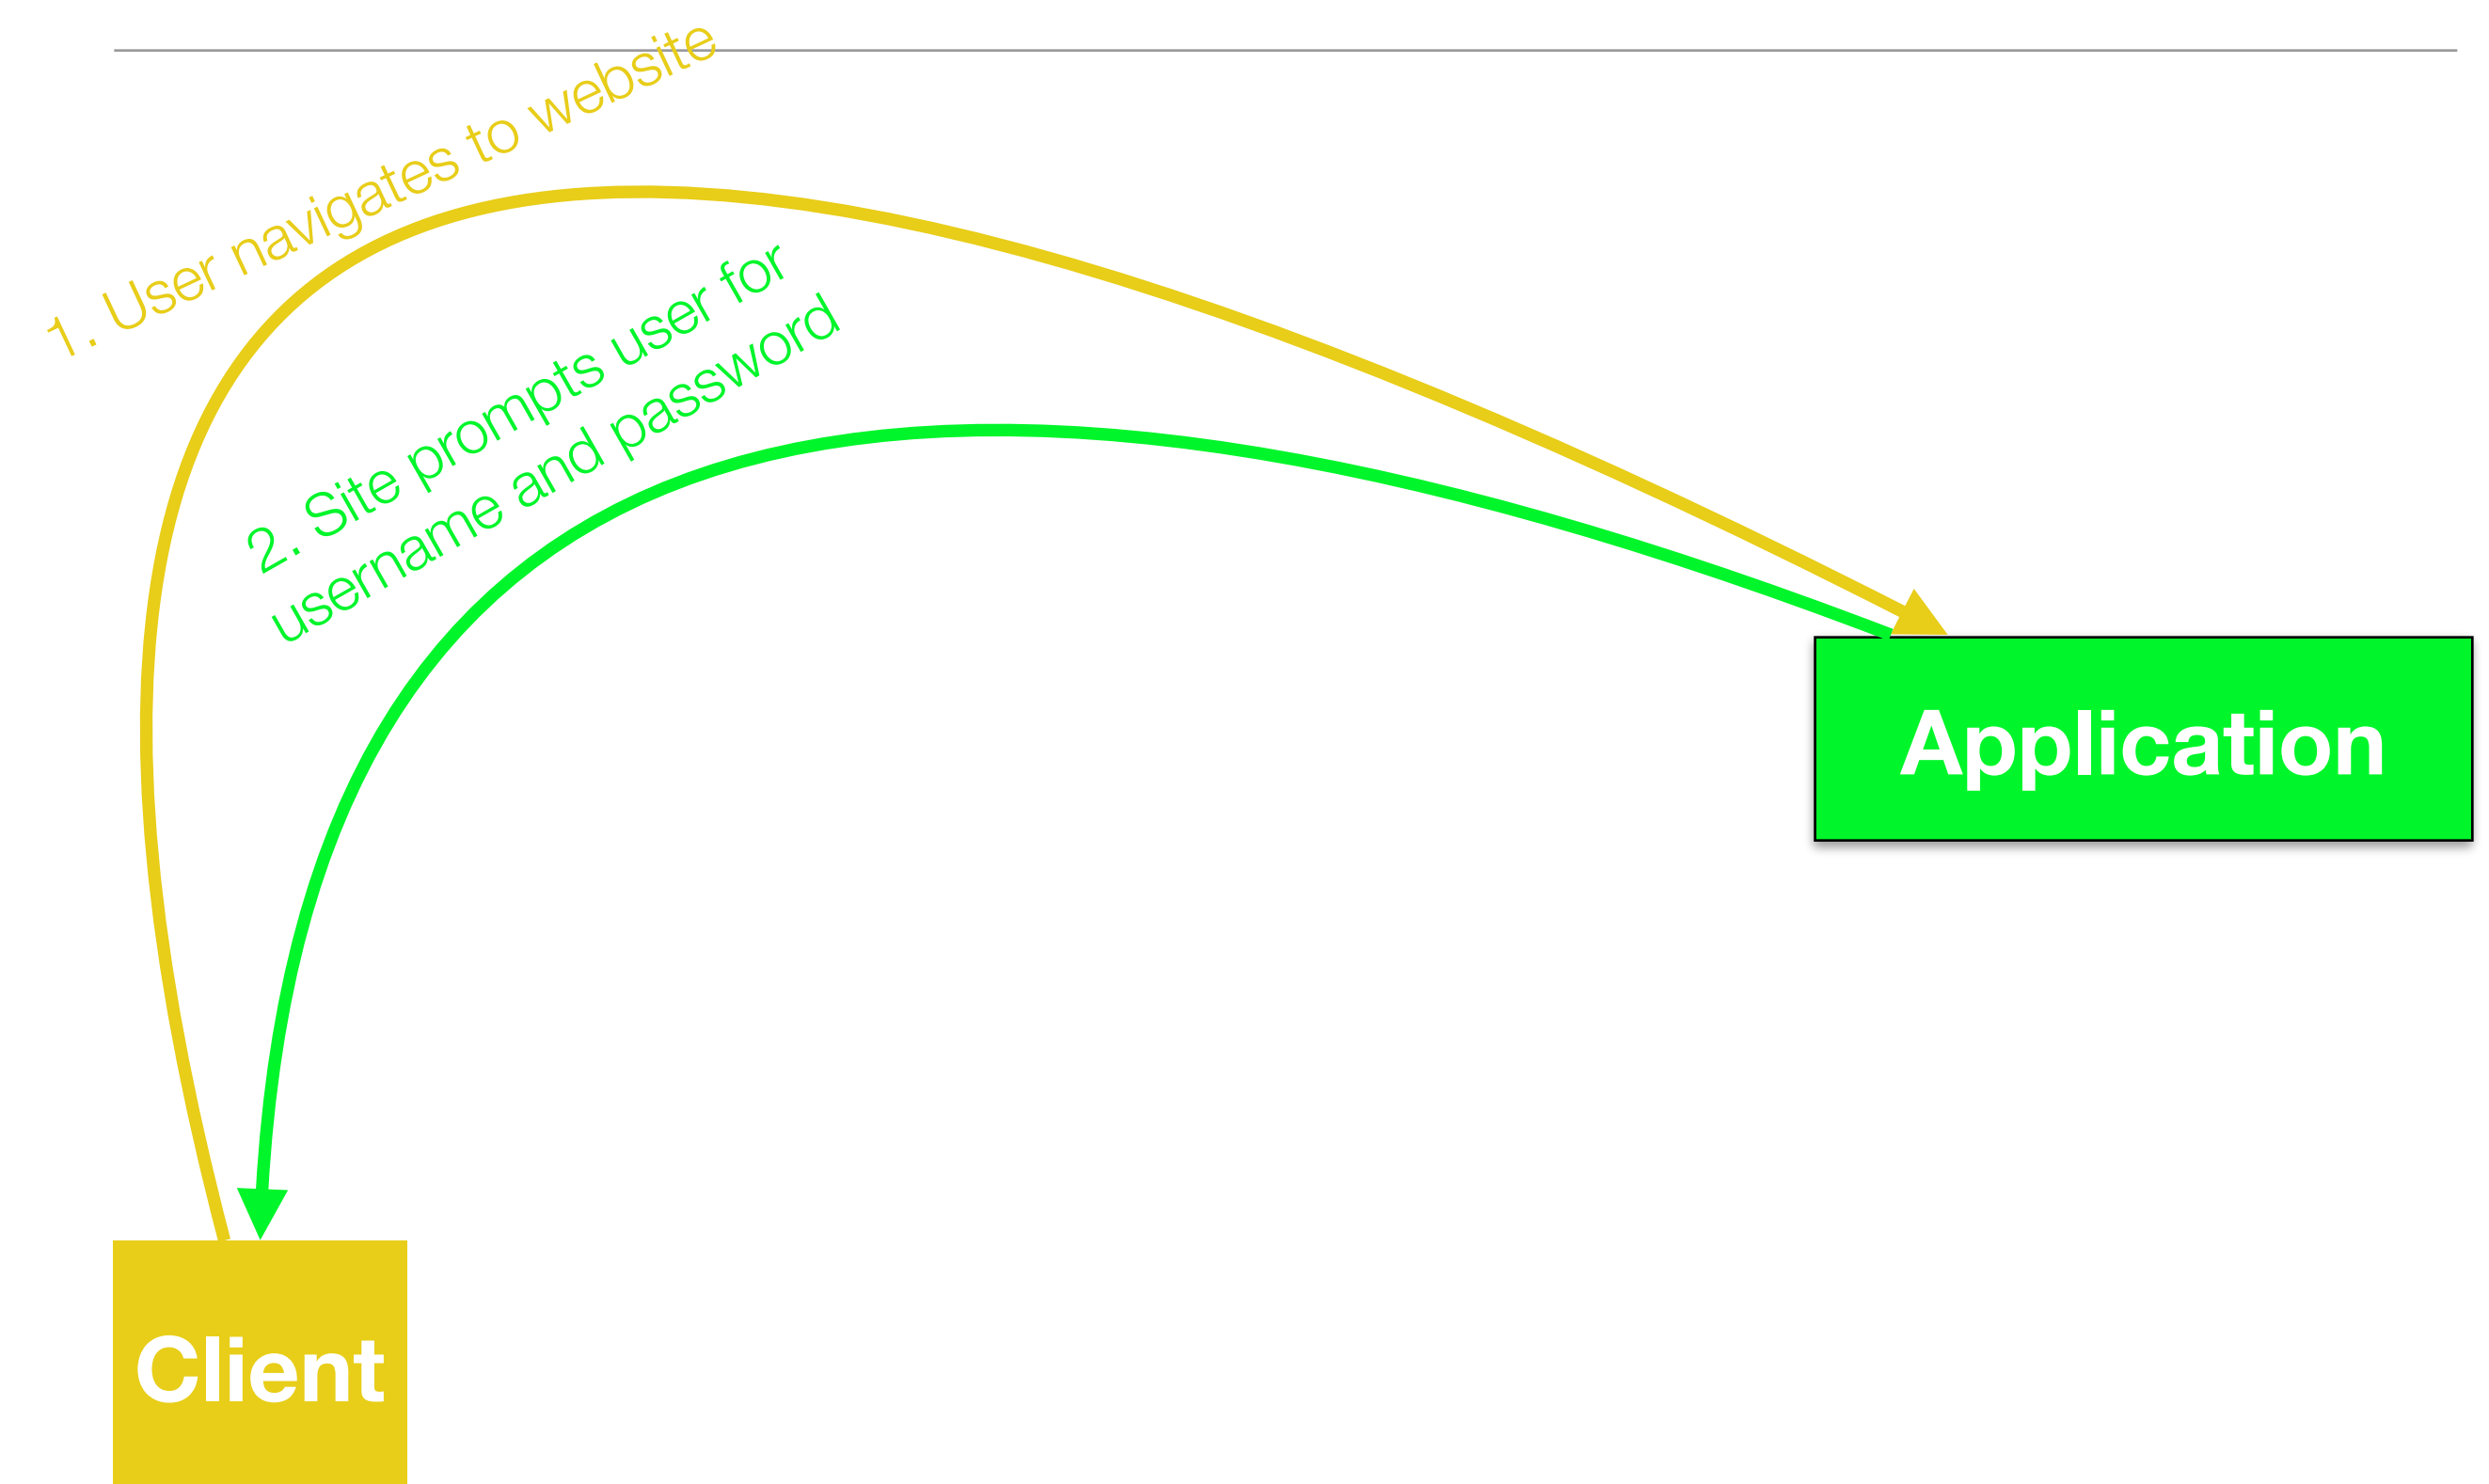 1. User navigates to website
2. Site prompts user for
username and password
Application
Client